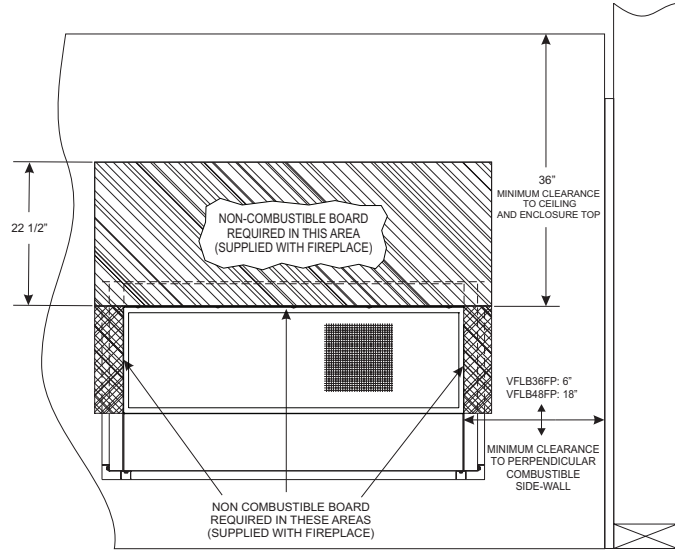 36”
MINIMUM CLEARANCE
TO CEILING
AND ENCLOSURE TOP
22 1/2”
NON-COMBUSTIBLE BOARD
REQUIRED IN THIS AREA
(SUPPLIED WITH FIREPLACE)
VFLB36FP: 6”
VFLB48FP: 18”
MINIMUM CLEARANCE
TO PERPENDICULAR
COMBUSTIBLE
SIDE-WALL
NON COMBUSTIBLE BOARD
REQUIRED IN THESE AREAS
(SUPPLIED WITH FIREPLACE)